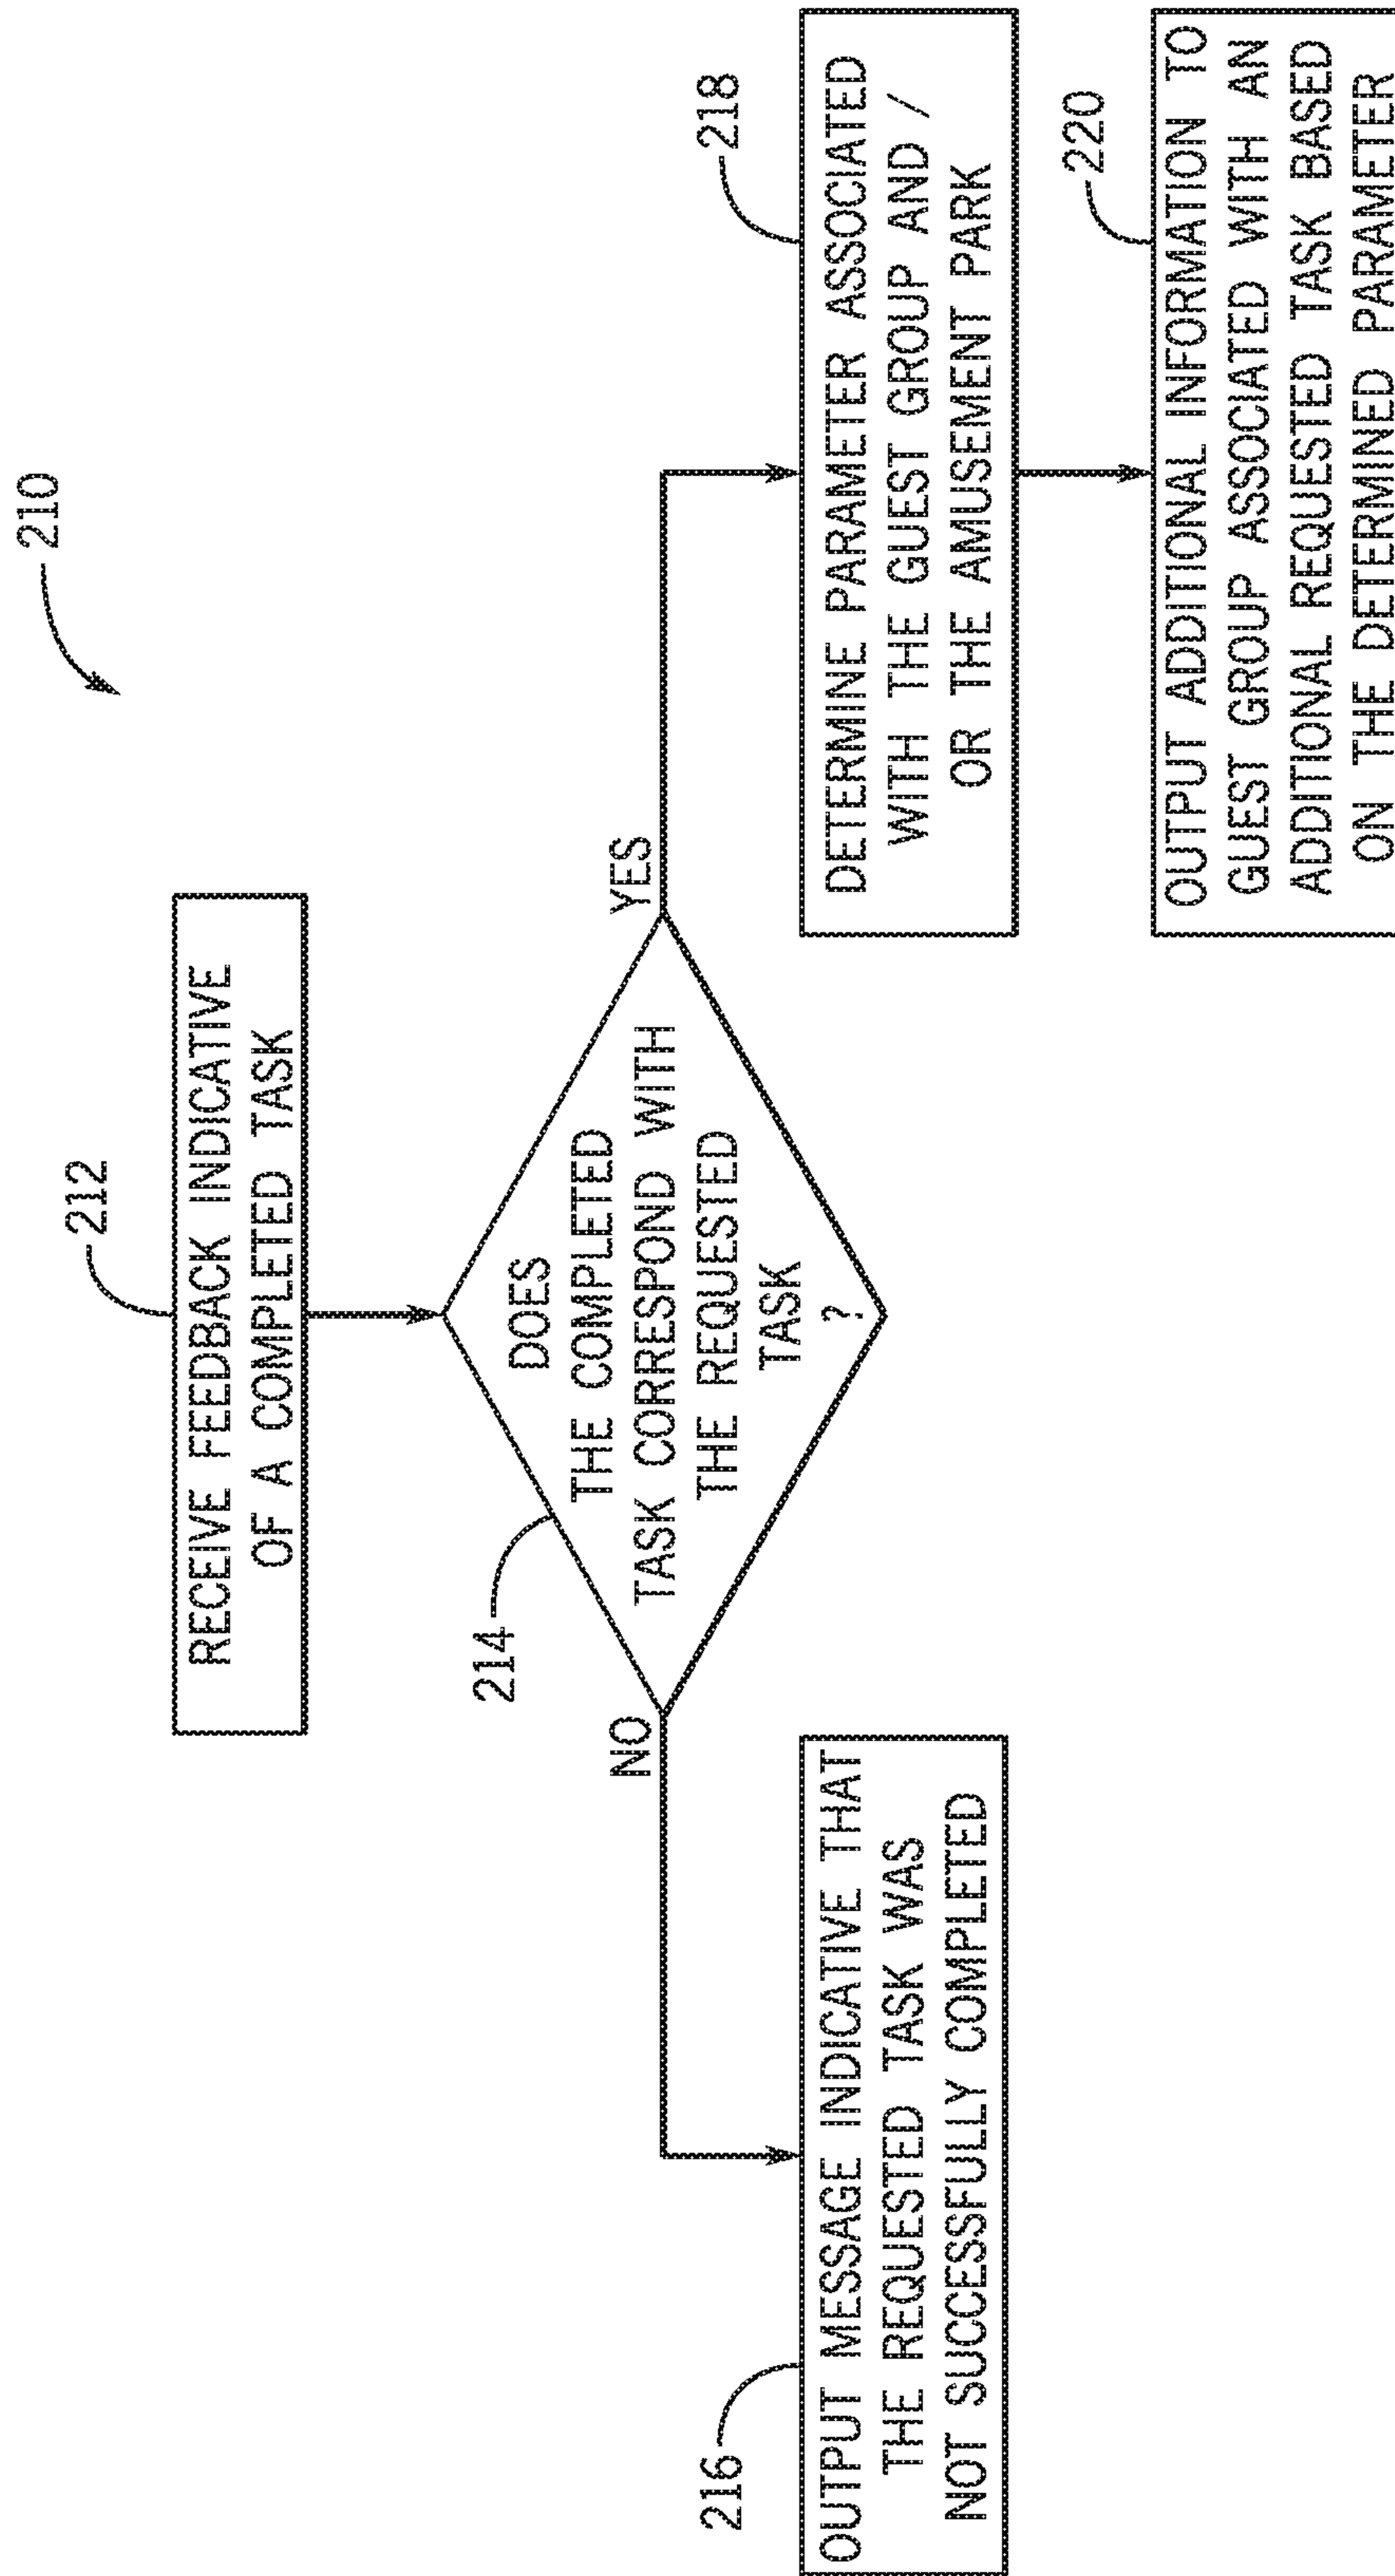 210
212
RECEIVE FEEDBACK INDICATIVE
OF A COMPLETED TASK
214
DOES
THE COMPLETED
TASK CORRESPOND WITH
THE REQUESTED
TASK
?
NO
YES
216
OUTPUT MESSAGE INDICATIVE THAT
THE REQUESTED TASK WAS
NOT SUCCESSFULLY COMPLETED
218
DETERMINE PARAMETER ASSOCIATED
WITH THE GUEST GROUP AND /
OR THE AMUSEMENT PARK
220
OUTPUT ADDITIONAL INFORMATION TO
GUEST GROUP ASSOCIATED WITH AN
ADDITIONAL REQUESTED TASK BASED
ON THE DETERMINED PARAMETER